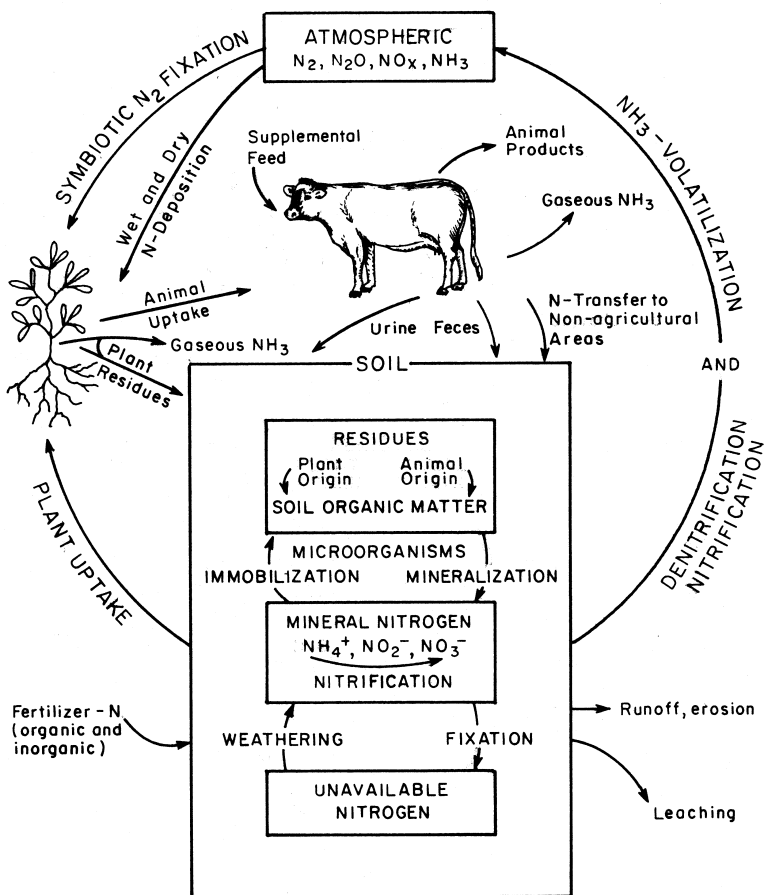 ATMOSPHERIC
N₂, N₂O, NOₓ, NH₃
SYMBIOTIC N₂ FIXATION
Wet and Dry
N-Deposition
Supplemental
Feed
Animal
Products
Gaseous NH₃
NH₃-VOLATILIZATION
AND
DENITRIFICATION
NITRIFICATION
Animal
Uptake
Gaseous NH₃
Plant
Residues
Urine Feces
N-Transfer to
Non-agricultural
Areas
SOIL
RESIDUES
Plant
Origin
Animal
Origin
SOIL ORGANIC MATTER
MICROORGANISMS
IMMOBILIZATION
MINERALIZATION
MINERAL NITROGEN
NH₄⁺, NO₂⁻, NO₃⁻
NITRIFICATION
WEATHERING
FIXATION
UNAVAILABLE
NITROGEN
PLANT UPTAKE
Fertilizer-N
(organic and
inorganic)
Runoff, erosion
Leaching